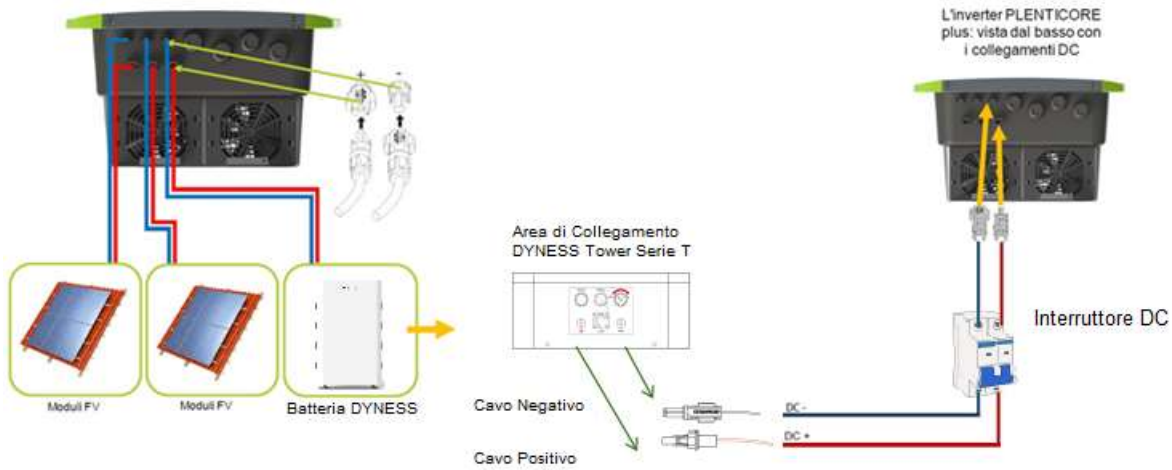 L'inverter PLENTICORE
plus: vista dal basso con
i collegamenti DC
+ -
Area di Collegamento
DYNESS Tower Serie T
Interruttore DC
Moduli FV
Moduli FV
Batteria DYNESS
Cavo Negativo
DC -
DC +
Cavo Positivo